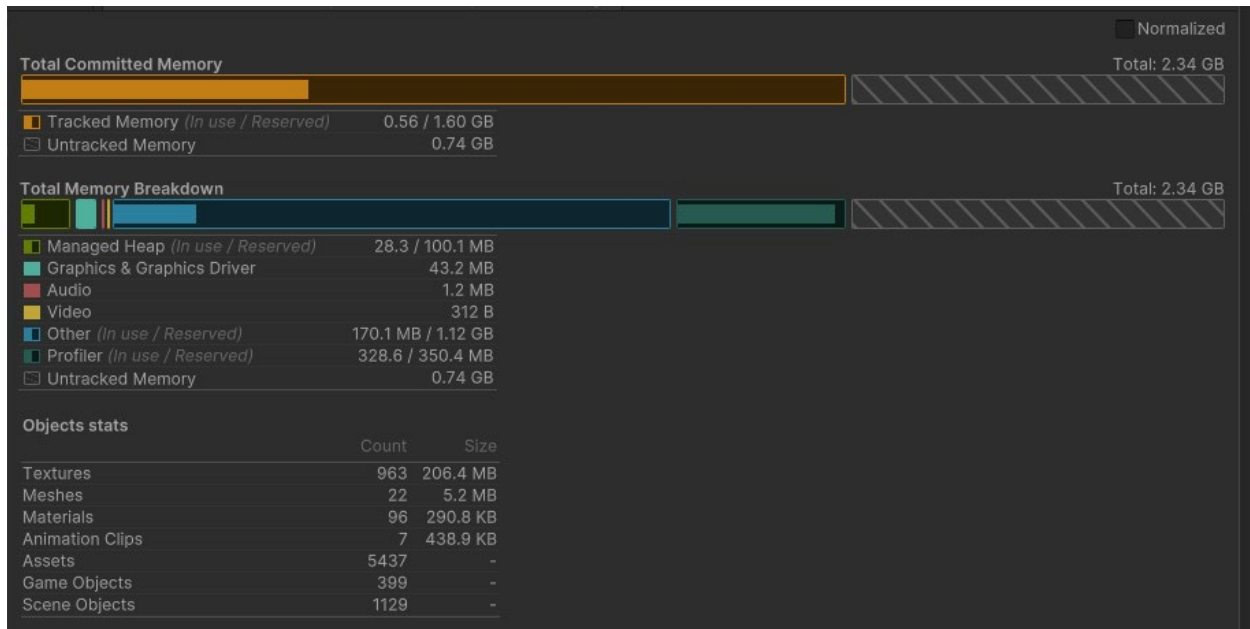 Normalized
Total Committed Memory Total: 2.34 GB
Tracked Memory (In use / Reserved) 0.56 / 1.60 GB
Untracked Memory 0.74 GB
Total Memory Breakdown Total: 2.34 GB
Managed Heap (In use / Reserved) 28.3 / 100.1 MB
Graphics & Graphics Driver 43.2 MB
Audio 1.2 MB
Video 312 B
Other (In use / Reserved) 170.1 MB / 1.12 GB
Profiler (In use / Reserved) 328.6 / 350.4 MB
Untracked Memory 0.74 GB
Objects stats
Count Size
Textures 963 206.4 MB
Meshes 22 5.2 MB
Materials 96 290.8 KB
Animation Clips 7 438.9 KB
Assets 5437 -
Game Objects 399 -
Scene Objects 1129 -